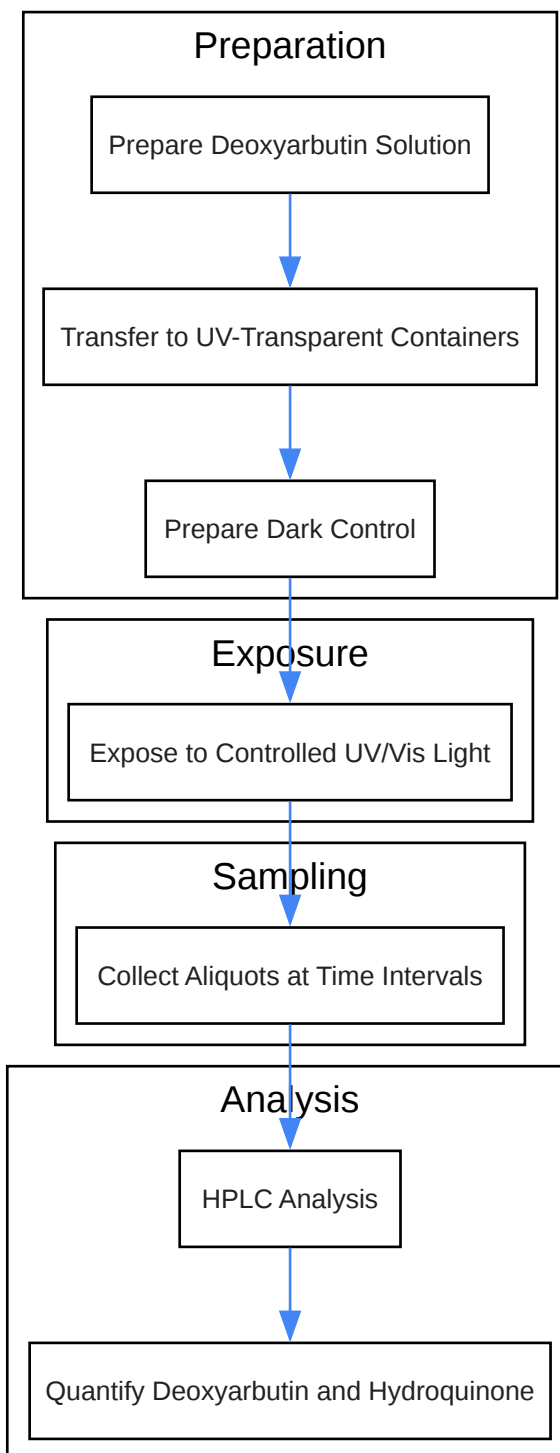 Preparation
Prepare Deoxyarbutin Solution
Transfer to UV-Transparent Containers
Prepare Dark Control
Exposure
Expose to Controlled UV/Vis Light
Sampling
Collect Aliquots at Time Intervals
Analysis
HPLC Analysis
Quantify Deoxyarbutin and Hydroquinone